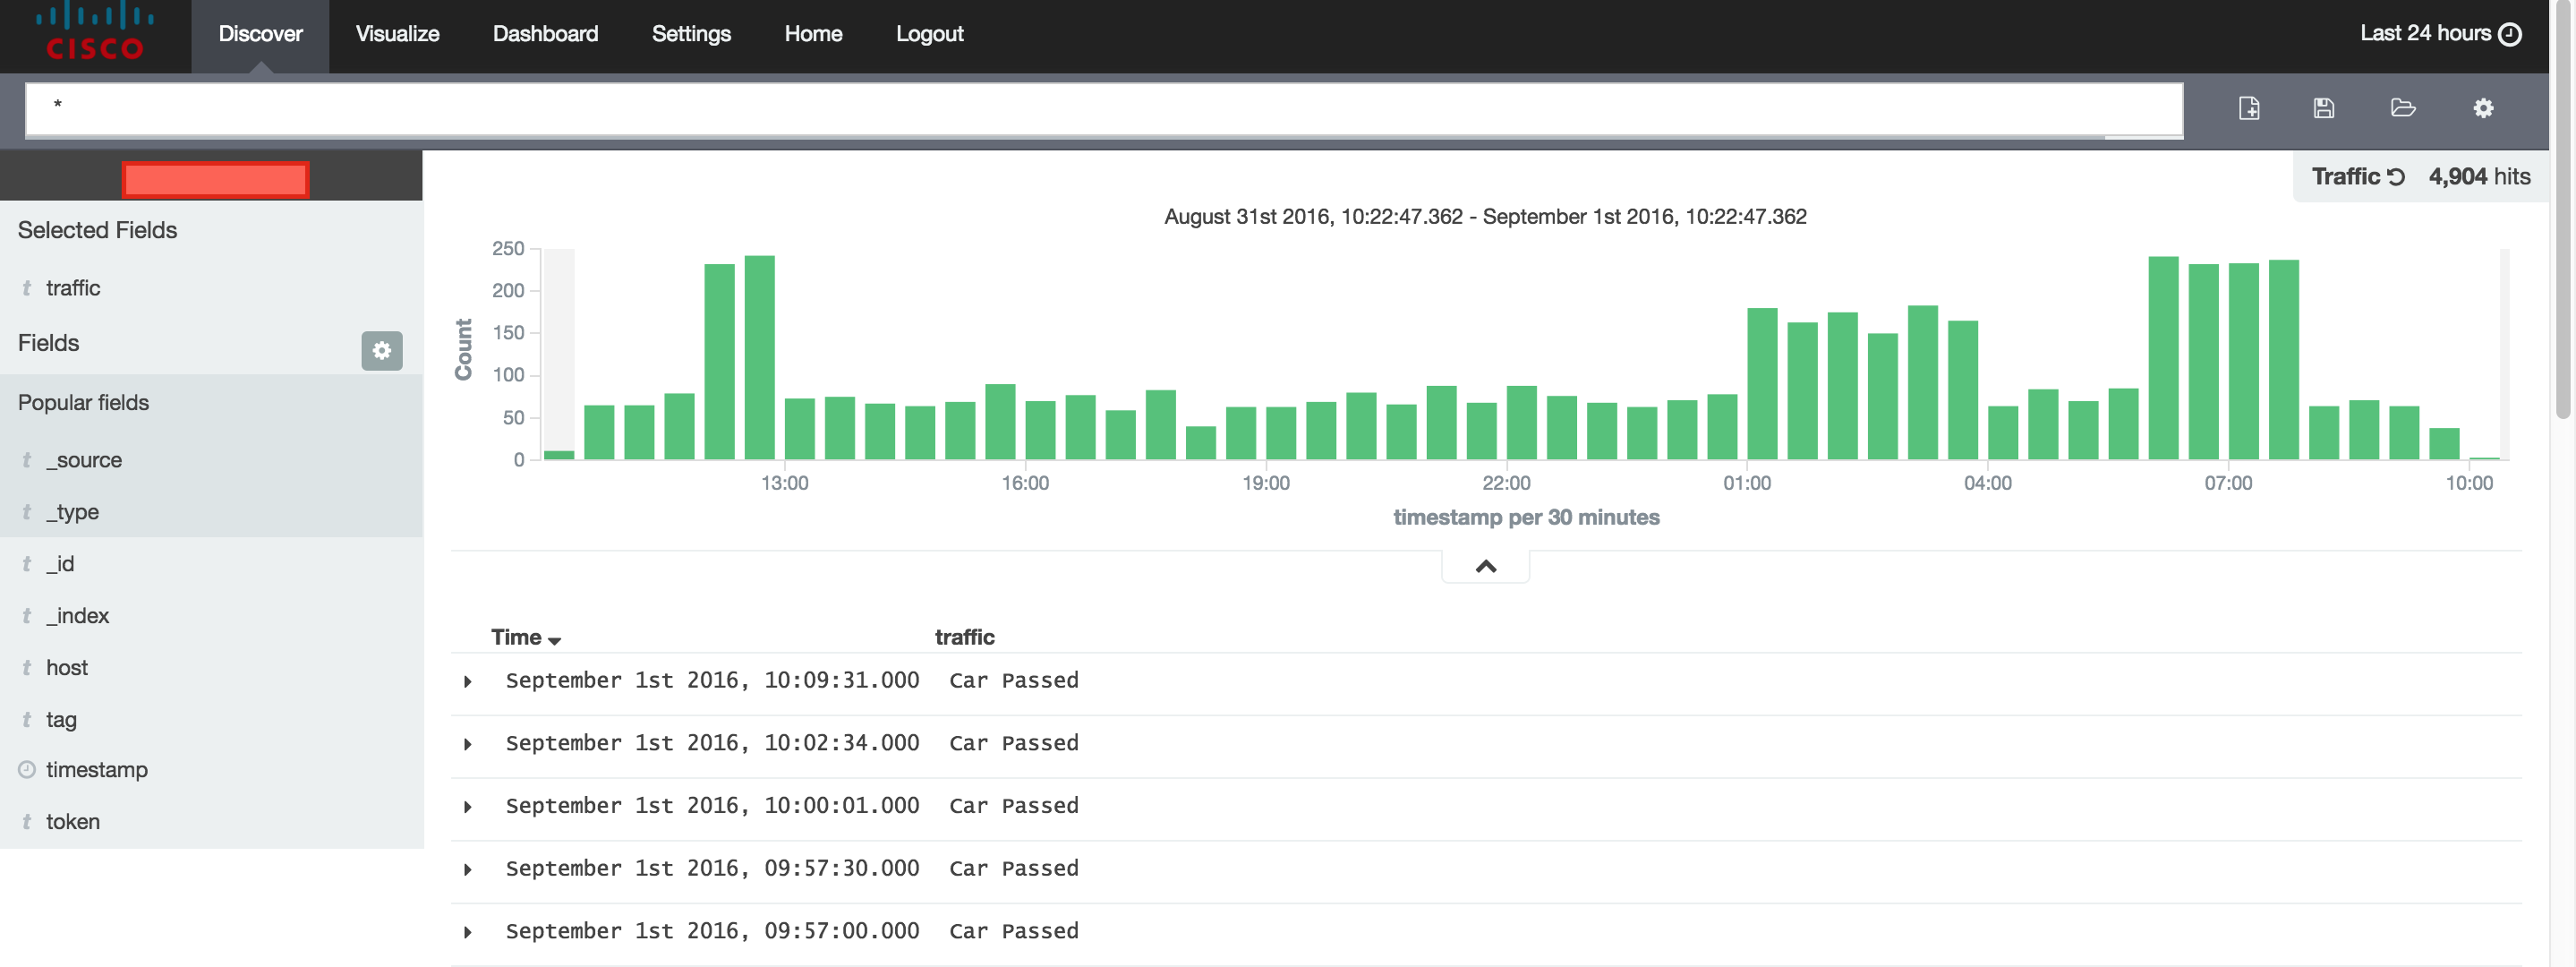 CISCO
Discover
Visualize
Dashboard
Settings
Home
Logout
Last 24 hours
*
Traffic 4,904 hits
Selected Fields
t traffic
Fields
Popular fields
t _source
t _type
t _id
t _index
t host
t tag
timestamp
t token
August 31st 2016, 10:22:47.362 - September 1st 2016, 10:22:47.362
Count
250
200
150
100
50
0
13:00 16:00 19:00 22:00 01:00 04:00 07:00 10:00
timestamp per 30 minutes
Time traffic
September 1st 2016, 10:09:31.000 Car Passed
September 1st 2016, 10:02:34.000 Car Passed
September 1st 2016, 10:00:01.000 Car Passed
September 1st 2016, 09:57:30.000 Car Passed
September 1st 2016, 09:57:00.000 Car Passed